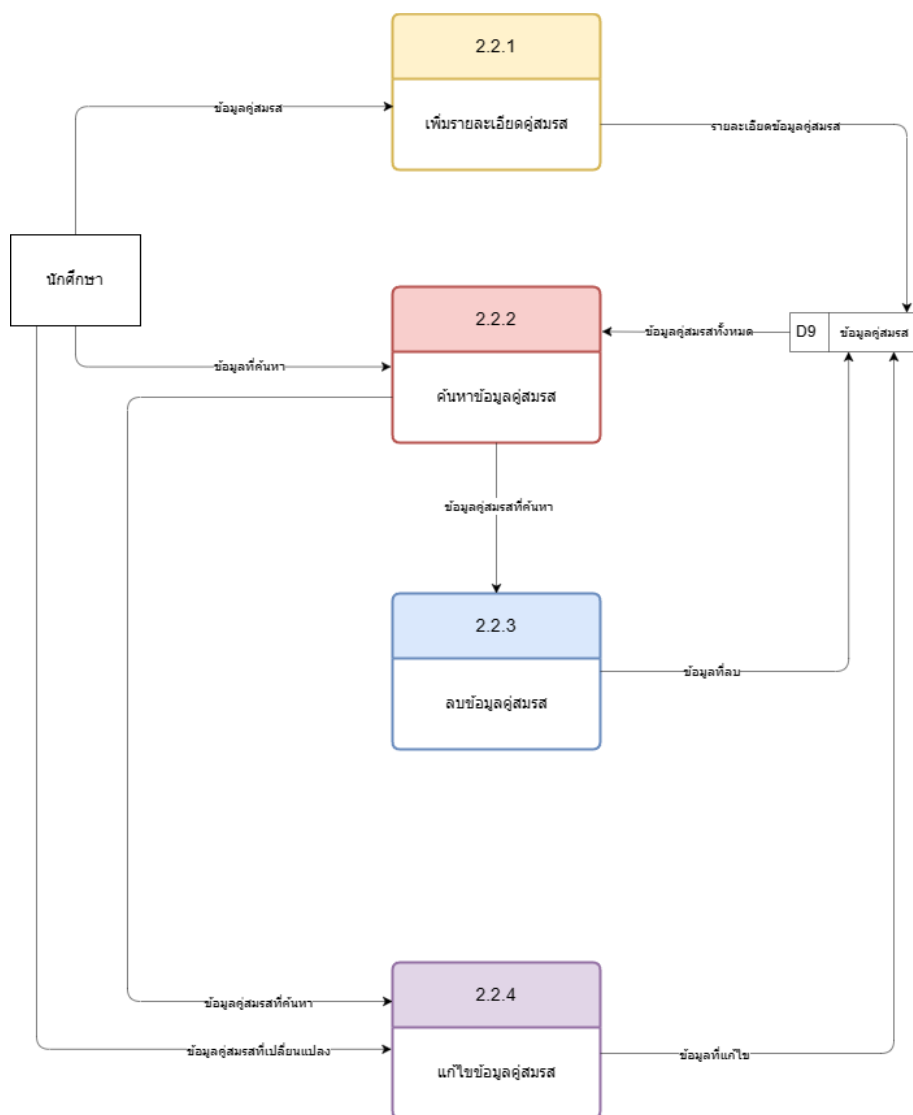 2.2.1
ข้อมูลคู่สมรส
เพิ่มรายละเอียดคู่สมรส
รายละเอียดข้อมูลคู่สมรส
นักศึกษา
2.2.2
ข้อมูลคู่สมรสทั้งหมด
D9
ข้อมูลคู่สมรส
ข้อมูลที่ค้นหา
ค้นหาข้อมูลคู่สมรส
ข้อมูลคู่สมรสที่ค้นหา
2.2.3
ข้อมูลที่ลบ
ลบข้อมูลคู่สมรส
2.2.4
ข้อมูลคู่สมรสที่ค้นหา
ข้อมูลคู่สมรสที่เปลี่ยนแปลง
ข้อมูลที่แก้ไข
แก้ไขข้อมูลคู่สมรส